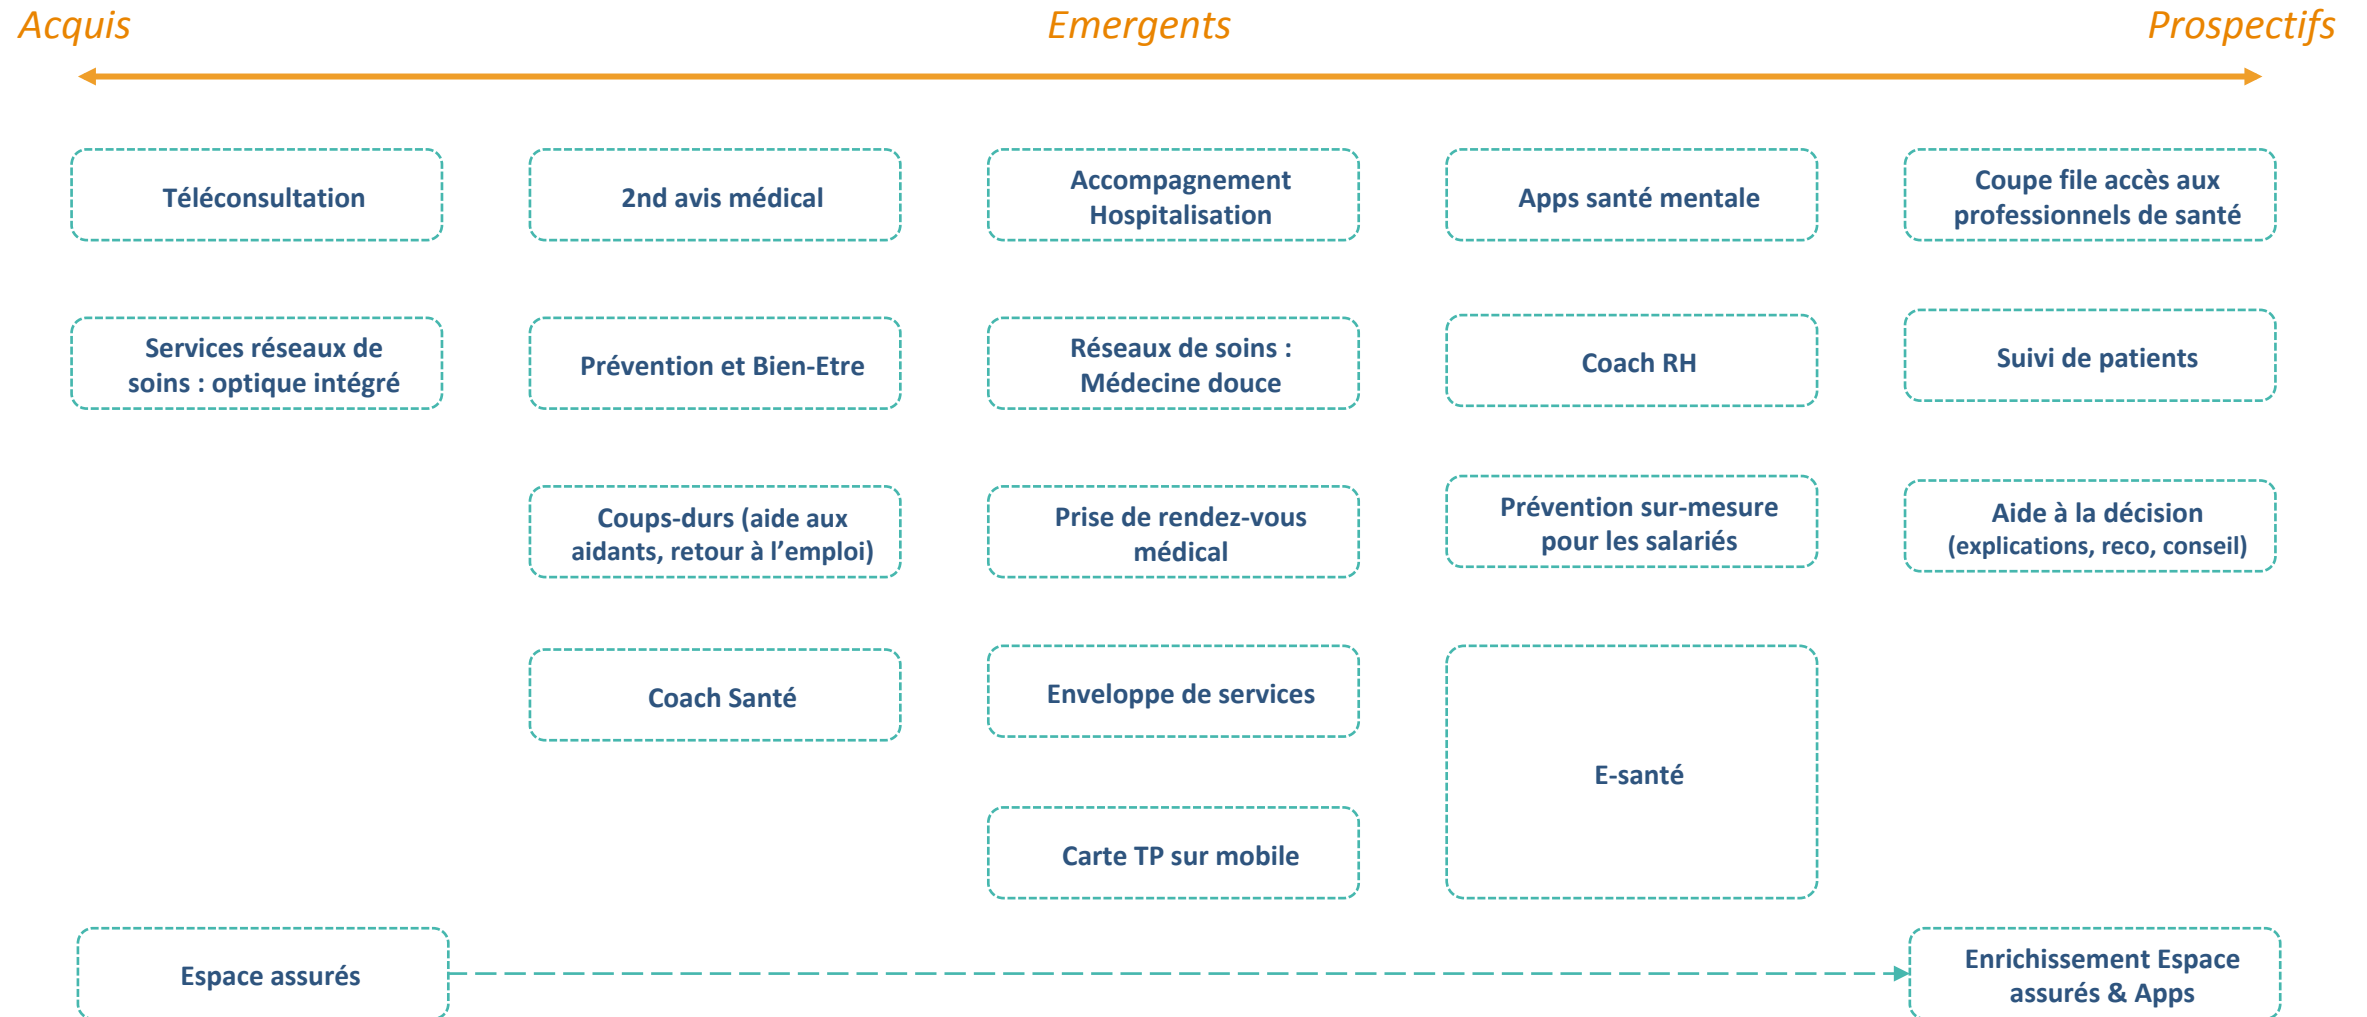 Acquis
Emergents
Prospectifs
Téléconsultation
2nd avis médical
Accompagnement
Hospitalisation
Apps santé mentale
Coupe file accès aux
professionnels de santé
Services réseaux de
soins : optique intégré
Prévention et Bien-Etre
Réseaux de soins :
Médecine douce
Coach RH
Suivi de patients
Coups-durs (aide aux
aidants, retour à l’emploi)
Prise de rendez-vous
médical
Prévention sur-mesure
pour les salariés
Aide à la décision
(explications, reco, conseil)
Coach Santé
Enveloppe de services
E-santé
Carte TP sur mobile
Espace assurés
Enrichissement Espace
assurés & Apps